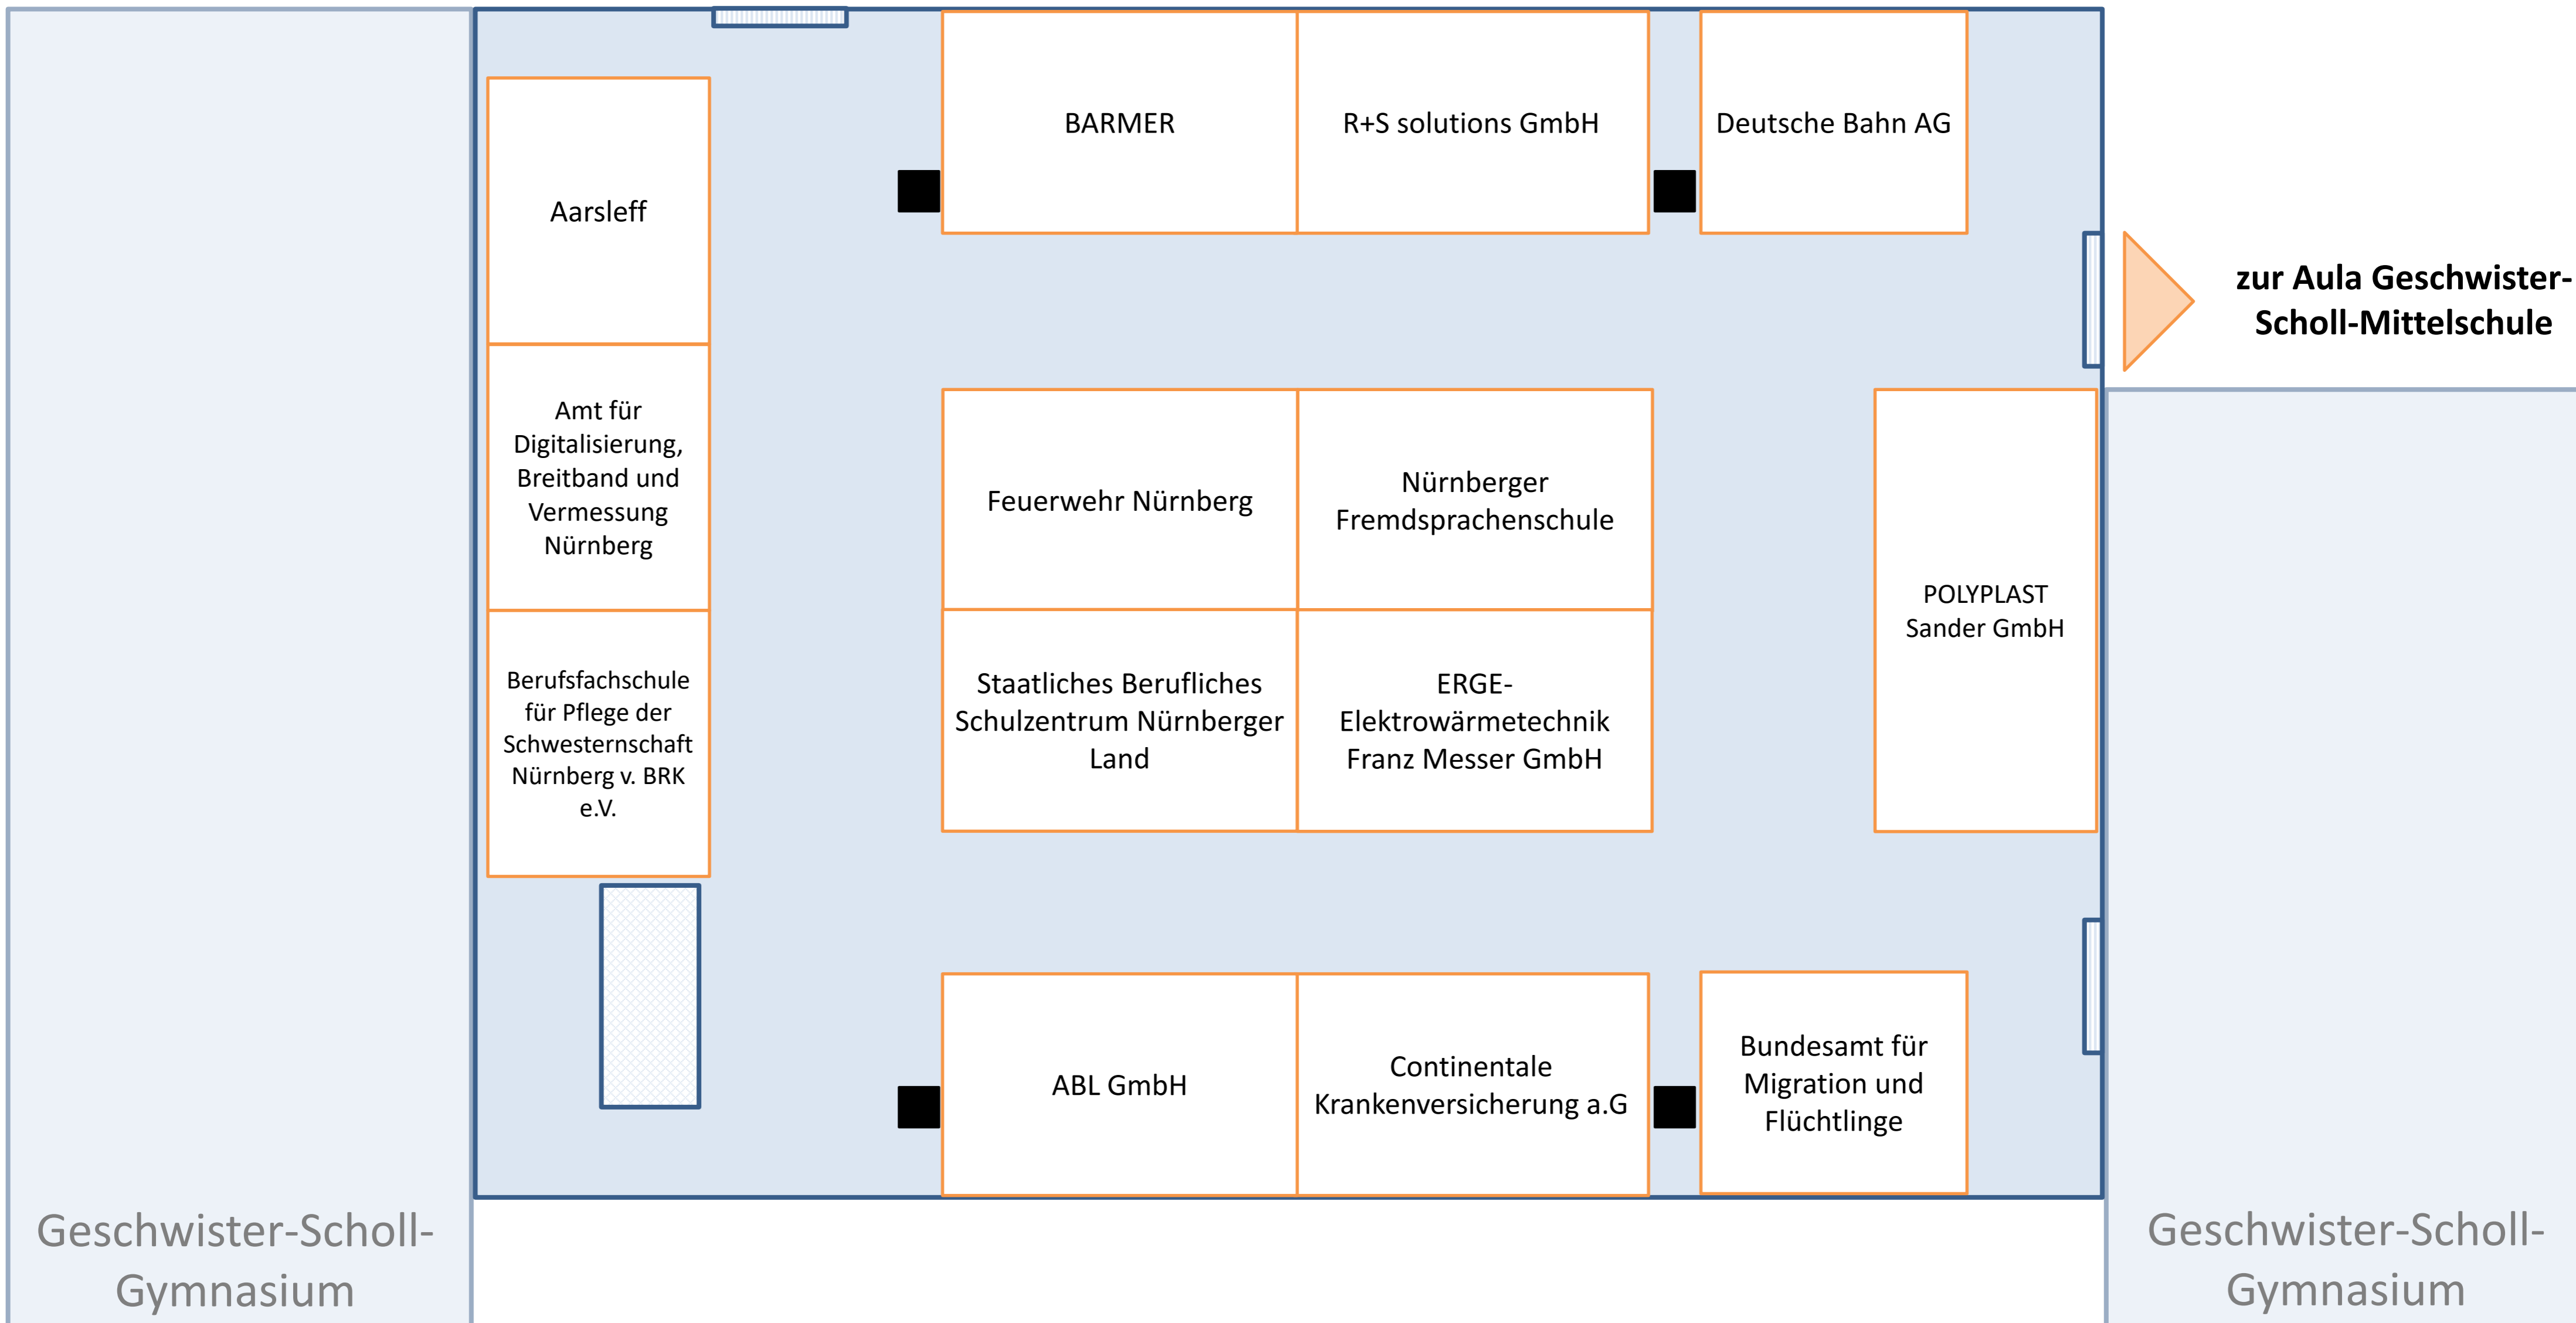 BARMER
R+S solutions GmbH
Deutsche Bahn AG
Aarsleff
zur Aula Geschwister-
Scholl-Mittelschule
Amt für
Digitalisierung,
Breitband und
Vermessung
Nürnberg
Feuerwehr Nürnberg
Nürnberger
Fremdsprachenschule
POLYPLAST
Sander GmbH
Berufsfachschule
für Pflege der
Schwesternschaft
Nürnberg v. BRK
e.V.
Staatliches Berufliches
Schulzentrum Nürnberger
Land
ERGE-
Elektrowärmetechnik
Franz Messer GmbH
ABL GmbH
Continentale
Krankenversicherung a.G
Bundesamt für
Migration und
Flüchtlinge
Geschwister-Scholl-
Gymnasium
Geschwister-Scholl-
Gymnasium